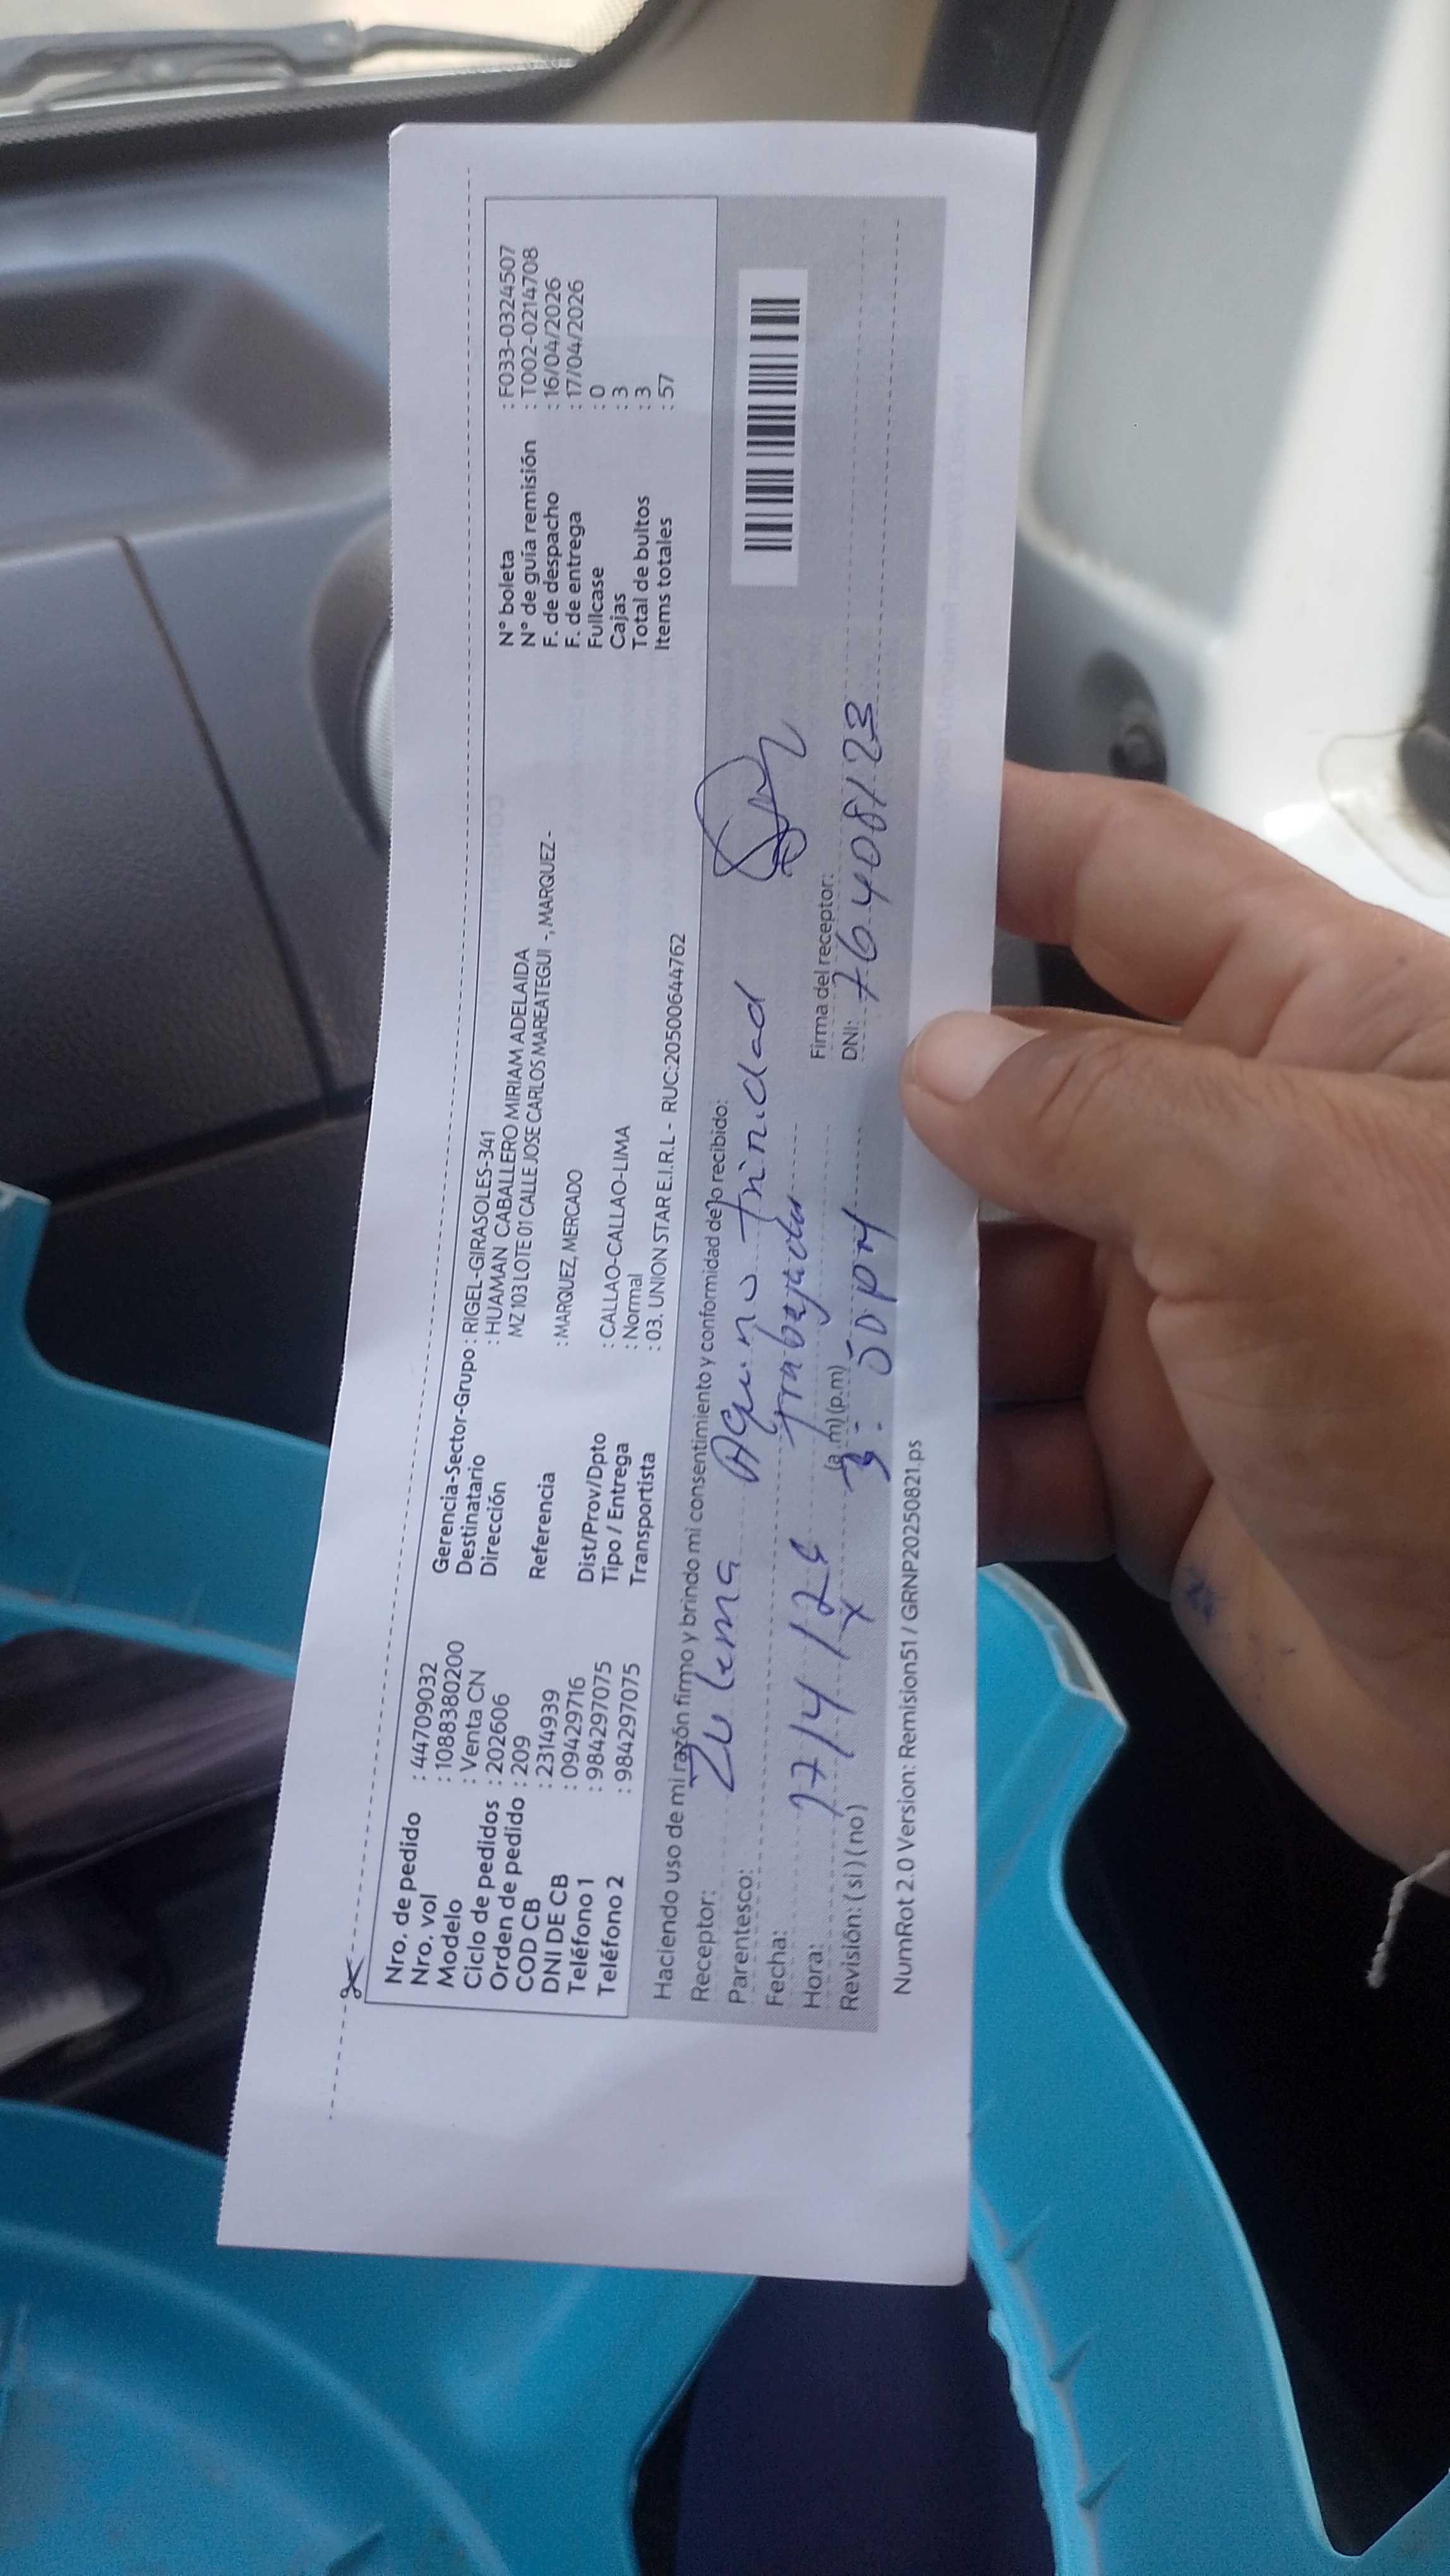 Nro. de pedido : 44709032
Nro. vol : 1088380200
Modelo : Venta CN
Ciclo de pedidos : 202606
Orden de pedido : 209
COD CB : 2314939
DNI DE CB : 09429716
Teléfono 1 : 984297075
Teléfono 2 : 984297075
Gerencia-Sector-Grupo : RIGEL-GIRASOLES-341
Destinatario : HUAMAN CABALLERO MIRIAM ADELAIDA
Dirección MZ 103 LOTE 01 CALLE JOSE CARLOS MAREATEGUI -, MARQUEZ -
Referencia : MARQUEZ, MERCADO
Dist/Prov/Dpto : CALLAO-CALLAO-LIMA
Tipo / Entrega : Normal
Transportista : 03. UNION STAR E.I.R.L - RUC:20500644762
N° boleta : F033-0324507
N° de guía remisión : T002-0214708
F. de despacho : 16/04/2026
F. de entrega : 17/04/2026
Fullcase : 0
Cajas : 3
Total de bultos : 3
Items totales : 57
Haciendo uso de mi razón firmo y brindo mi consentimiento y conformidad de lo recibido:
Receptor: Zulema Aquino Trinidad
Parentesco: trabajadora
Fecha: 17/4/26
Hora: (a.m) (p.m) 3:00 pm
Revisión: ( si ) ( no ) x
Firma del receptor:
DNI: 76408123
NumRot 2.0 Version: Remision51 / GRNP20250821.ps